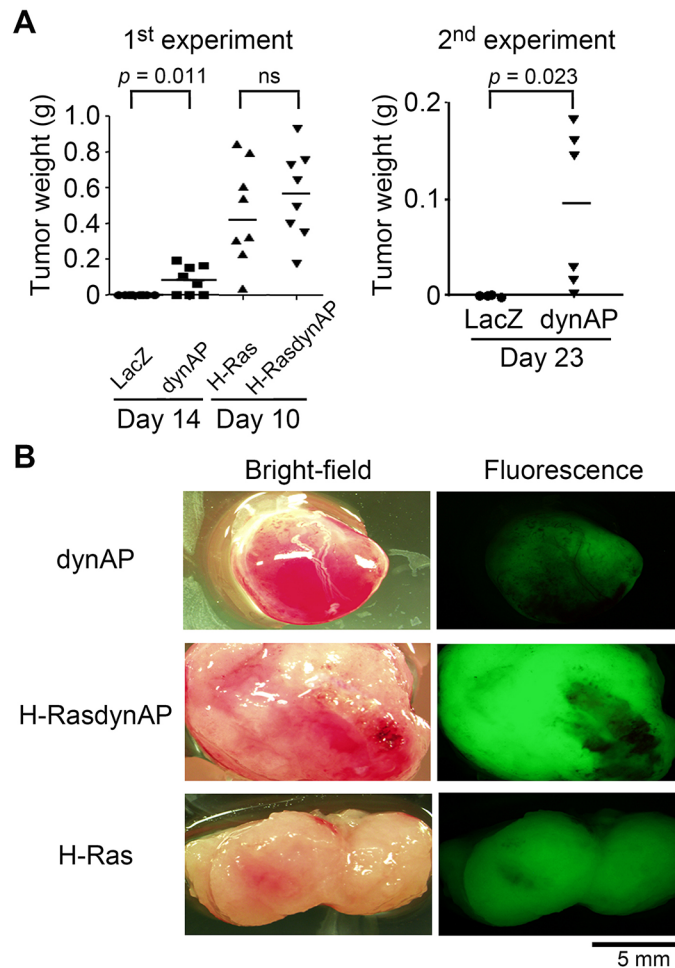 A
1st experiment
2nd experiment
p = 0.011
ns
p = 0.023
Tumor weight (g)
1.0
0.8
0.6
0.4
0.2
0
LacZ
dynAP
H-Ras
H-RasdynAP
Day 14
Day 10
Tumor weight (g)
0.2
0.1
0
LacZ
dynAP
Day 23
B
Bright-field
Fluorescence
dynAP
H-RasdynAP
H-Ras
5 mm